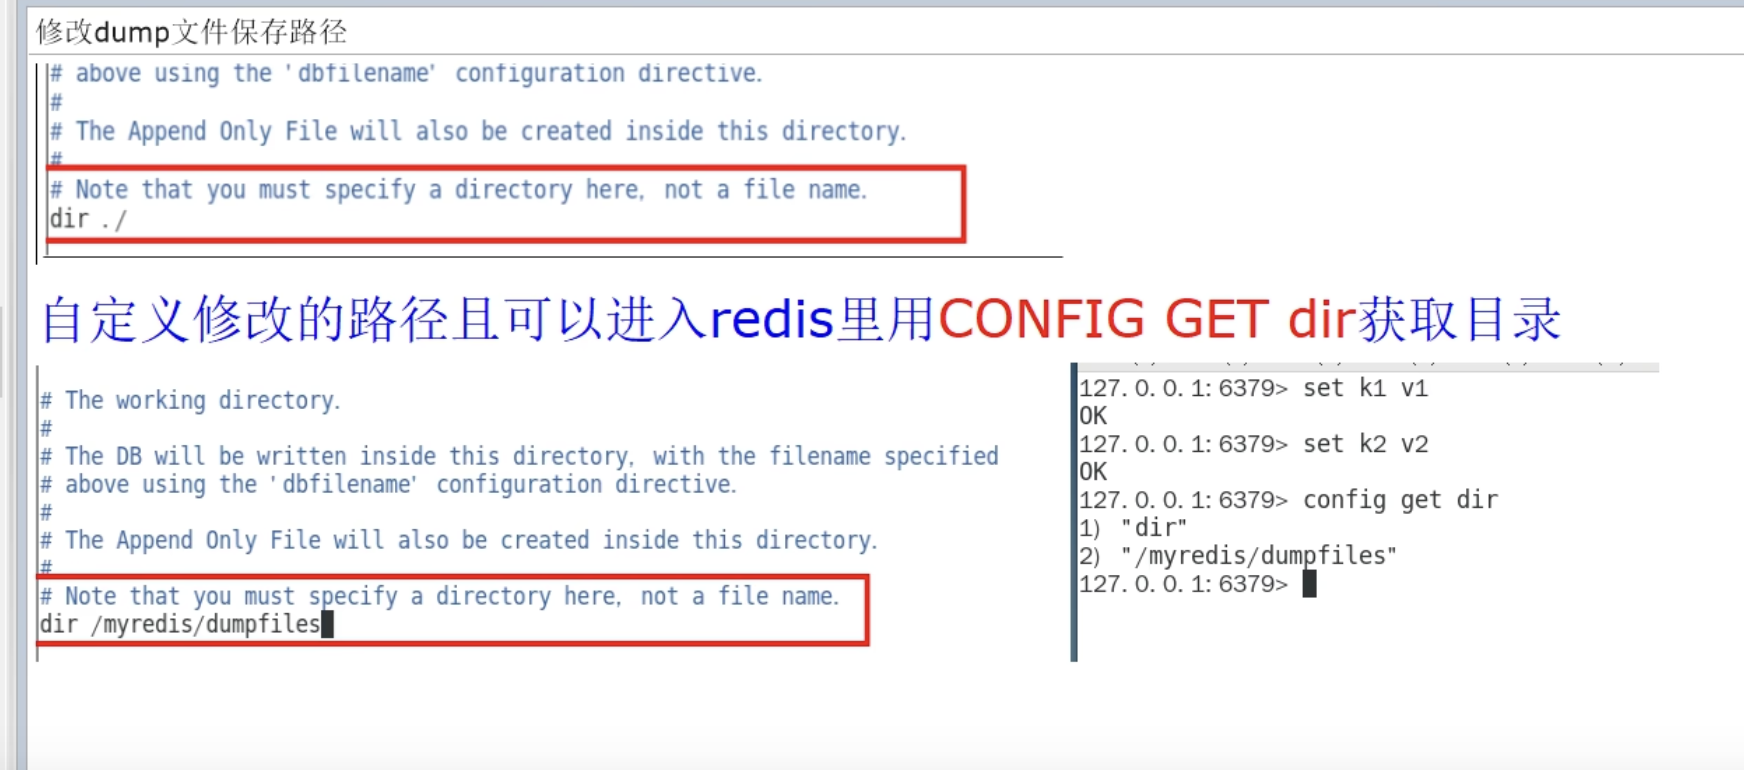 修改dump文件保存路径
# above using the 'dbfilename' configuration directive.
#
# The Append Only File will also be created inside this directory.
#
# Note that you must specify a directory here, not a file name.
dir ./
自定义修改的路径且可以进入redis里用CONFIG GET dir获取目录
# The working directory.
#
# The DB will be written inside this directory, with the filename specified
# above using the 'dbfilename' configuration directive.
#
# The Append Only File will also be created inside this directory.
#
# Note that you must specify a directory here, not a file name.
dir /myredis/dumpfiles
127.0.0.1:6379> set k1 v1
OK
127.0.0.1:6379> set k2 v2
OK
127.0.0.1:6379> config get dir
1) "dir"
2) "/myredis/dumpfiles"
127.0.0.1:6379>